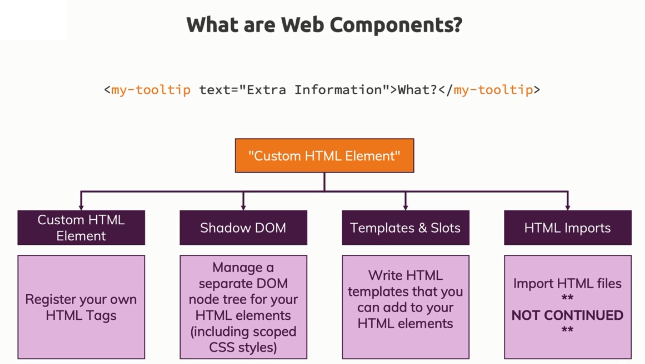 What are Web Components?
<my-tooltip text="Extra Information">What?</my-tooltip>
"Custom HTML Element"
Custom HTML
Element
Shadow DOM
Templates & Slots
HTML Imports
Register your own
HTML Tags
Manage a
separate DOM
node tree for your
HTML elements
(including scoped
CSS styles)
Write HTML
templates that you
can add to your
HTML elements
Import HTML files
**
NOT CONTINUED
**